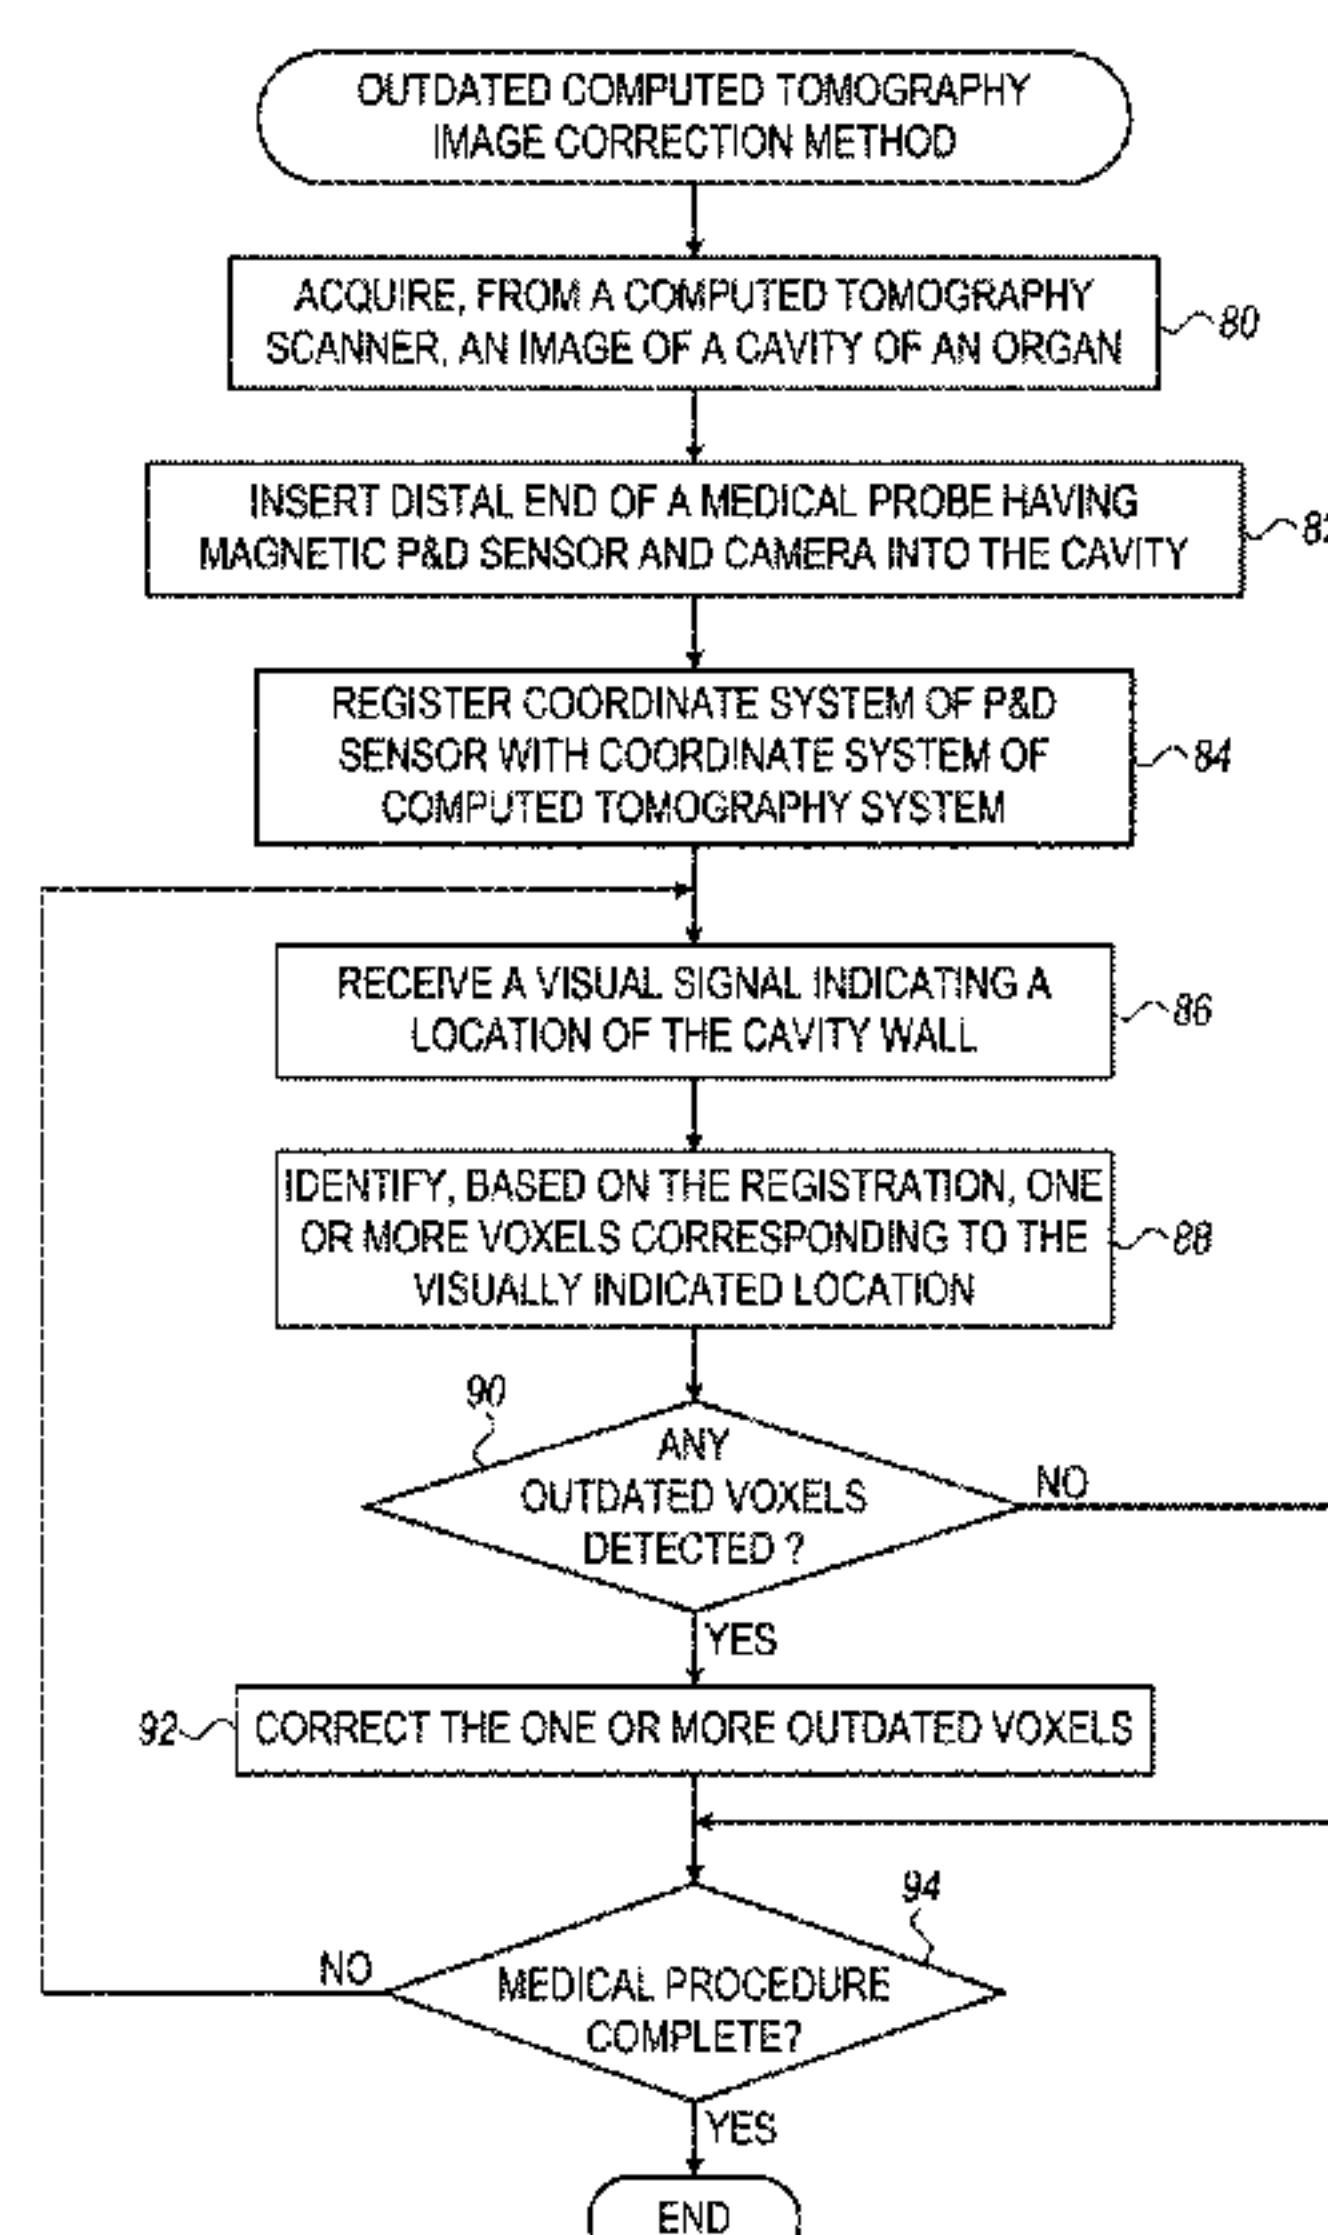 OUTDATED COMPUTED TOMOGRAPHY
IMAGE CORRECTION METHOD
ACQUIRE, FROM A COMPUTED TOMOGRAPHY
SCANNER, AN IMAGE OF A CAVITY OF AN ORGAN
80
INSERT DISTAL END OF A MEDICAL PROBE HAVING
MAGNETIC P&D SENSOR AND CAMERA INTO THE CAVITY
REGISTER COORDINATE SYSTEM OF P&D
SENSOR WITH COORDINATE SYSTEM OF
COMPUTED TOMOGRAPHY SYSTEM
84
RECEIVE A VISUAL SIGNAL INDICATING A
LOCATION OF THE CAVITY WALL
86
IDENTIFY, BASED ON THE REGISTRATION, ONE
OR MORE VOXELS CORRESPONDING TO THE
VISUALLY INDICATED LOCATION
88
90
ANY
OUTDATED VOXELS
DETECTED ?
NO
YES
92
CORRECT THE ONE OR MORE OUTDATED VOXELS
94
NO
MEDICAL PROCEDURE
COMPLETE?
YES
END